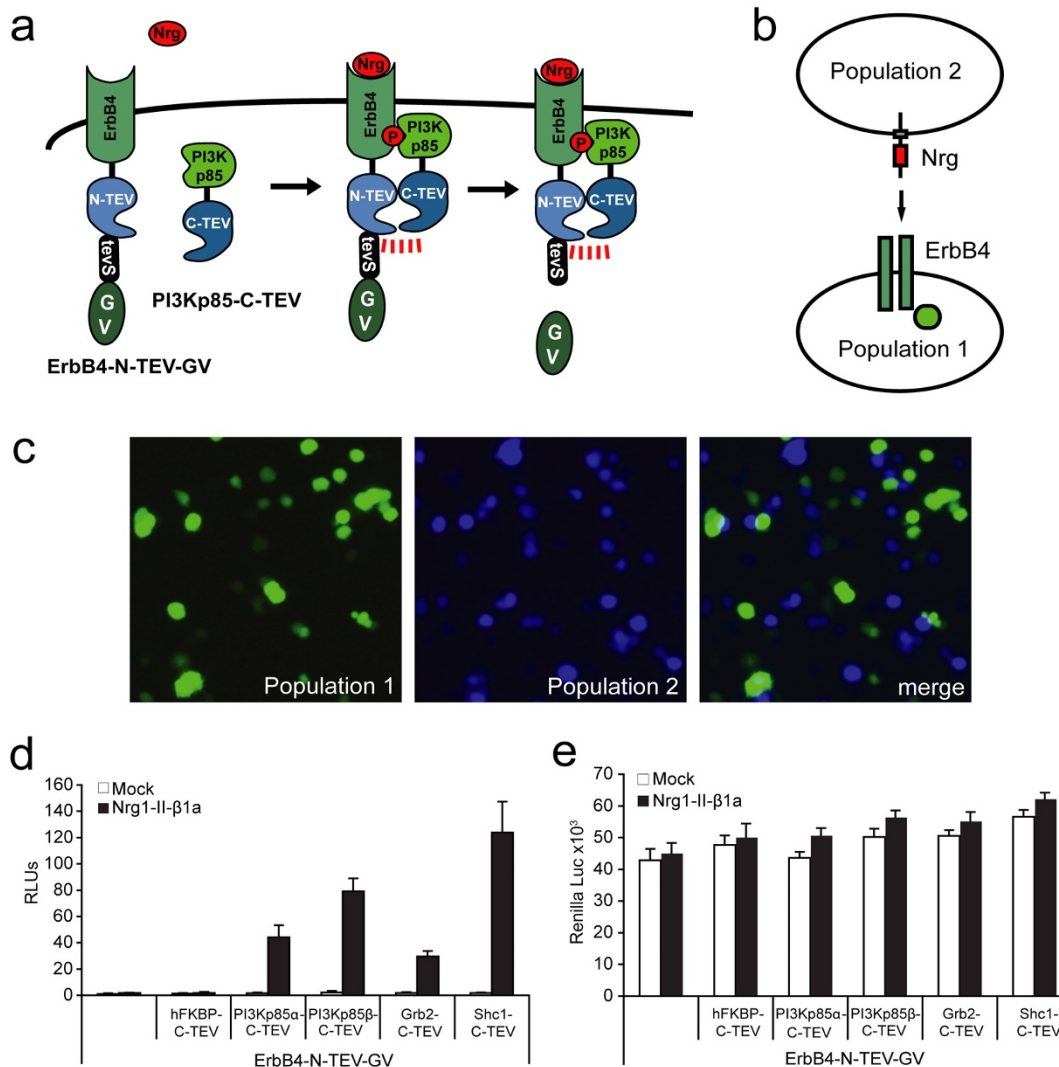 a
Nrg
ErbB4
N-TEV
tevS
G
V
PI3K
p85
C-TEV
PI3Kp85-C-TEV
ErbB4-N-TEV-GV
Nrg
ErbB4
P
PI3K
p85
N-TEV
C-TEV
tevS
G
V
Nrg
ErbB4
P
PI3K
p85
N-TEV
C-TEV
tevS
G
V
b
Population 2
Nrg
ErbB4
Population 1
c
Population 1
Population 2
merge
d
Mock
Nrg1-II-β1a
RLUs
160
140
120
100
80
60
40
20
0
hFKBP-
C-TEV
PI3Kp85α-
C-TEV
PI3Kp85β-
C-TEV
Grb2-
C-TEV
Shc1-
C-TEV
ErbB4-N-TEV-GV
e
Mock
Nrg1-II-β1a
Renilla Luc x10³
70
60
50
40
30
20
10
0
hFKBP-
C-TEV
PI3Kp85α-
C-TEV
PI3Kp85β-
C-TEV
Grb2-
C-TEV
Shc1-
C-TEV
ErbB4-N-TEV-GV